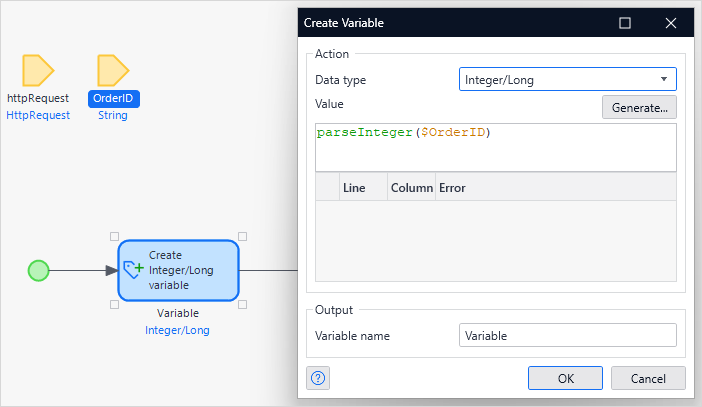 httpRequest
HttpRequest
OrderID
String
Create
Integer/Long
variable
Variable
Integer/Long
Create Variable
Action
Data type
Integer/Long
Value
Generate...
parseInteger($OrderID)
Line Column Error
Output
Variable name
Variable
?
OK
Cancel